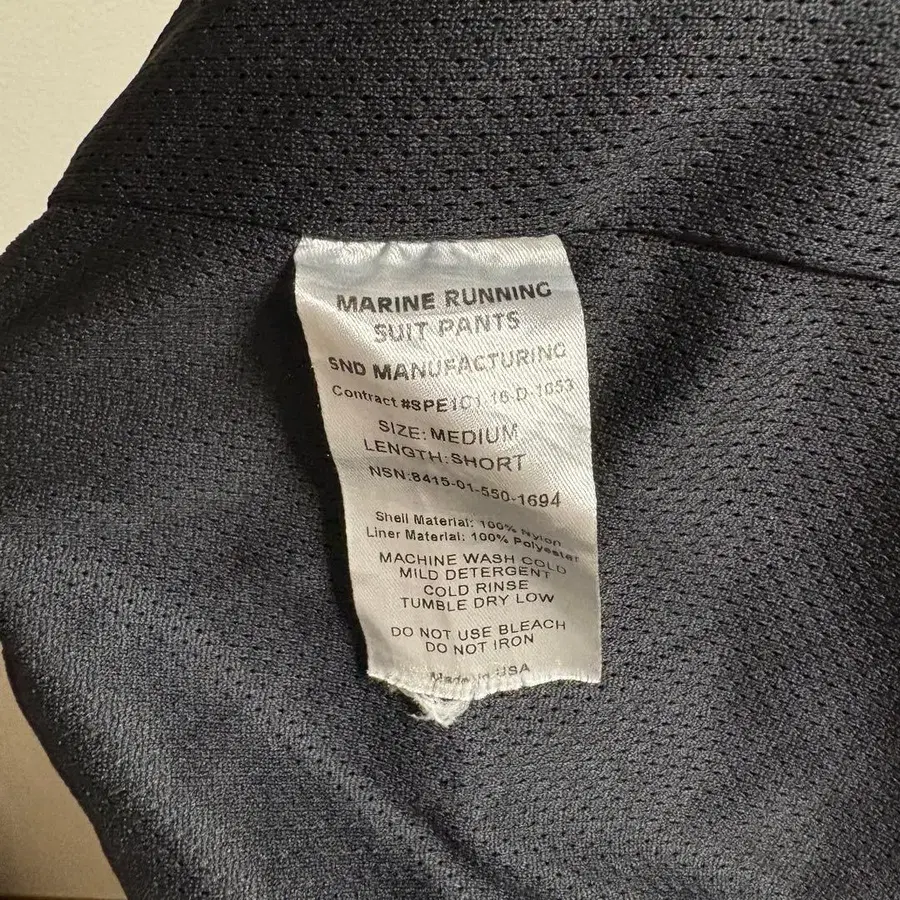 MARINE RUNNING
SUIT PANTS
SND MANUFACTURING
Contract #SPE1C1-16-D-1053
SIZE: MEDIUM
LENGTH: SHORT
NSN:8415-01-550-1694
Shell Material: 100% Nylon
Liner Material: 100% Polyester
MACHINE WASH COLD
MILD DETERGENT
COLD RINSE
TUMBLE DRY LOW
DO NOT USE BLEACH
DO NOT IRON
Made in USA